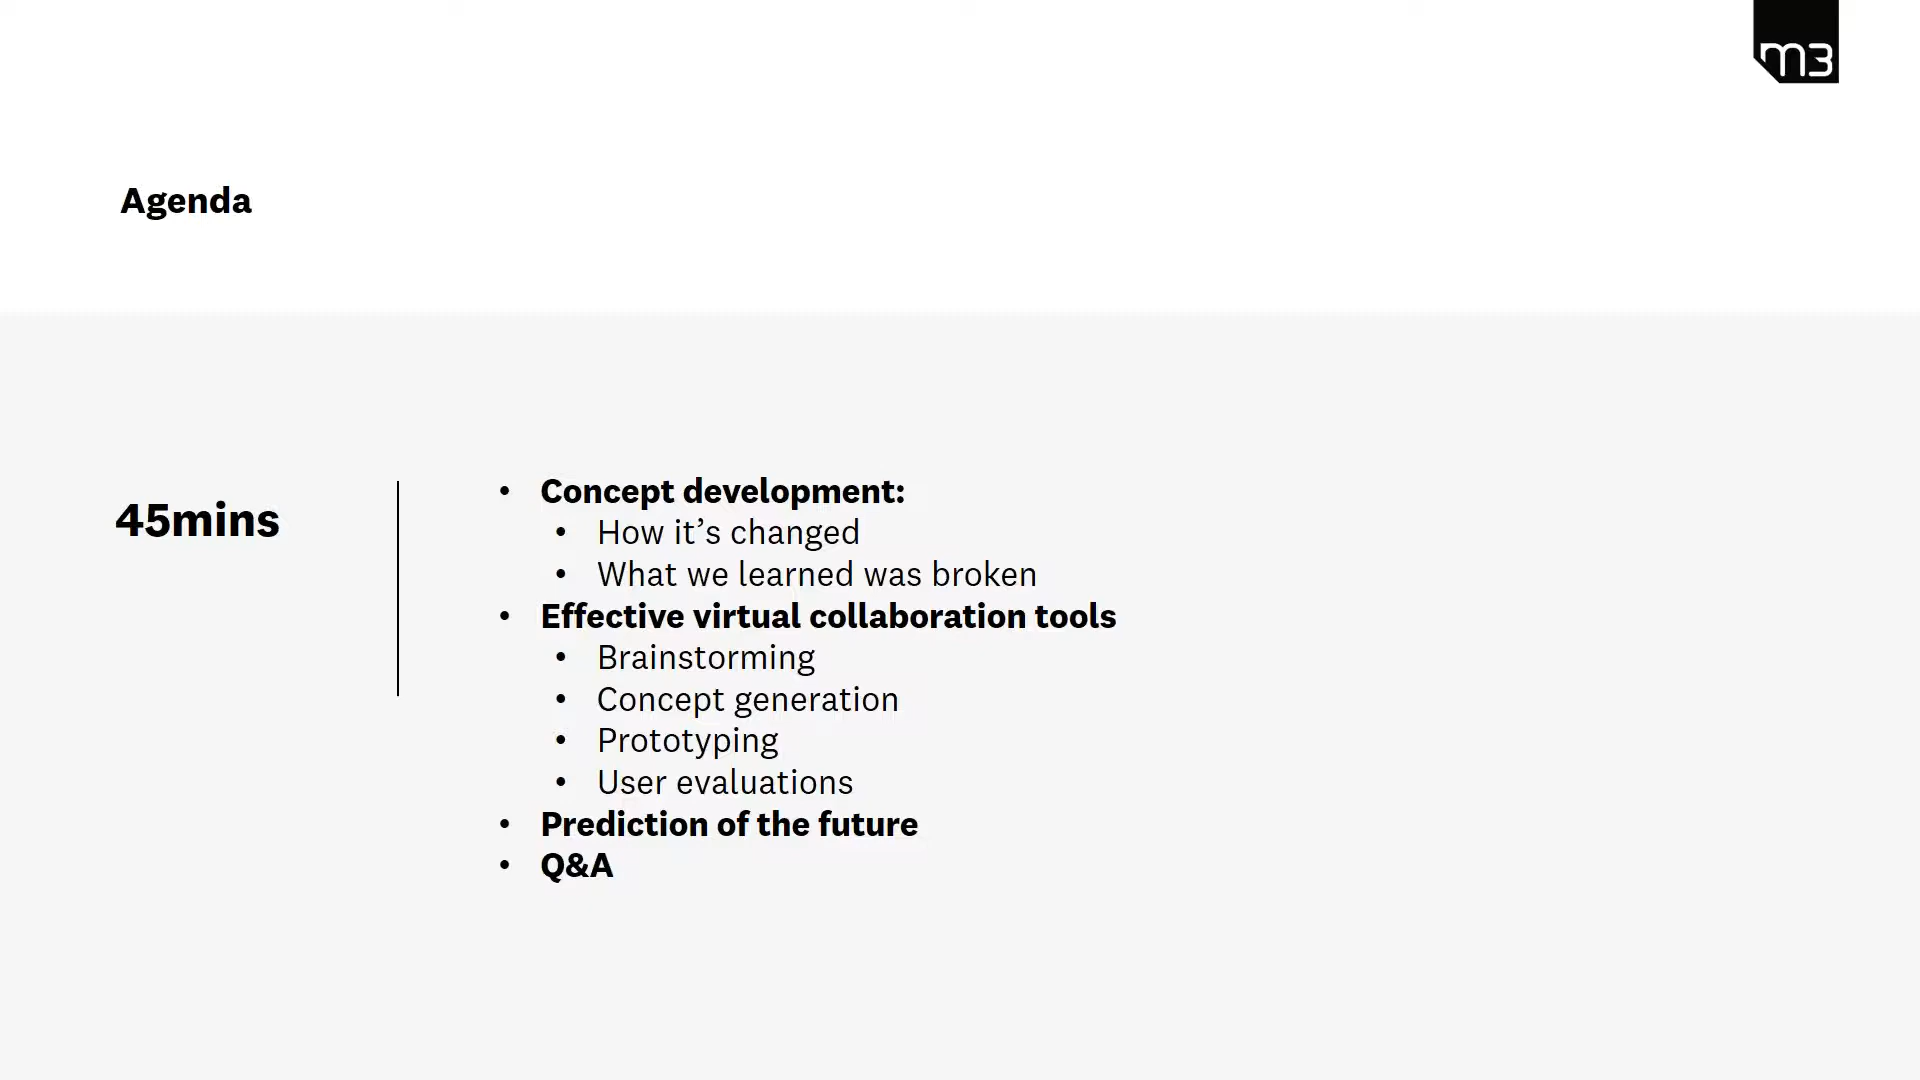 m3
Agenda
45mins
• Concept development:
• How it’s changed
• What we learned was broken
• Effective virtual collaboration tools
• Brainstorming
• Concept generation
• Prototyping
• User evaluations
• Prediction of the future
• Q&A